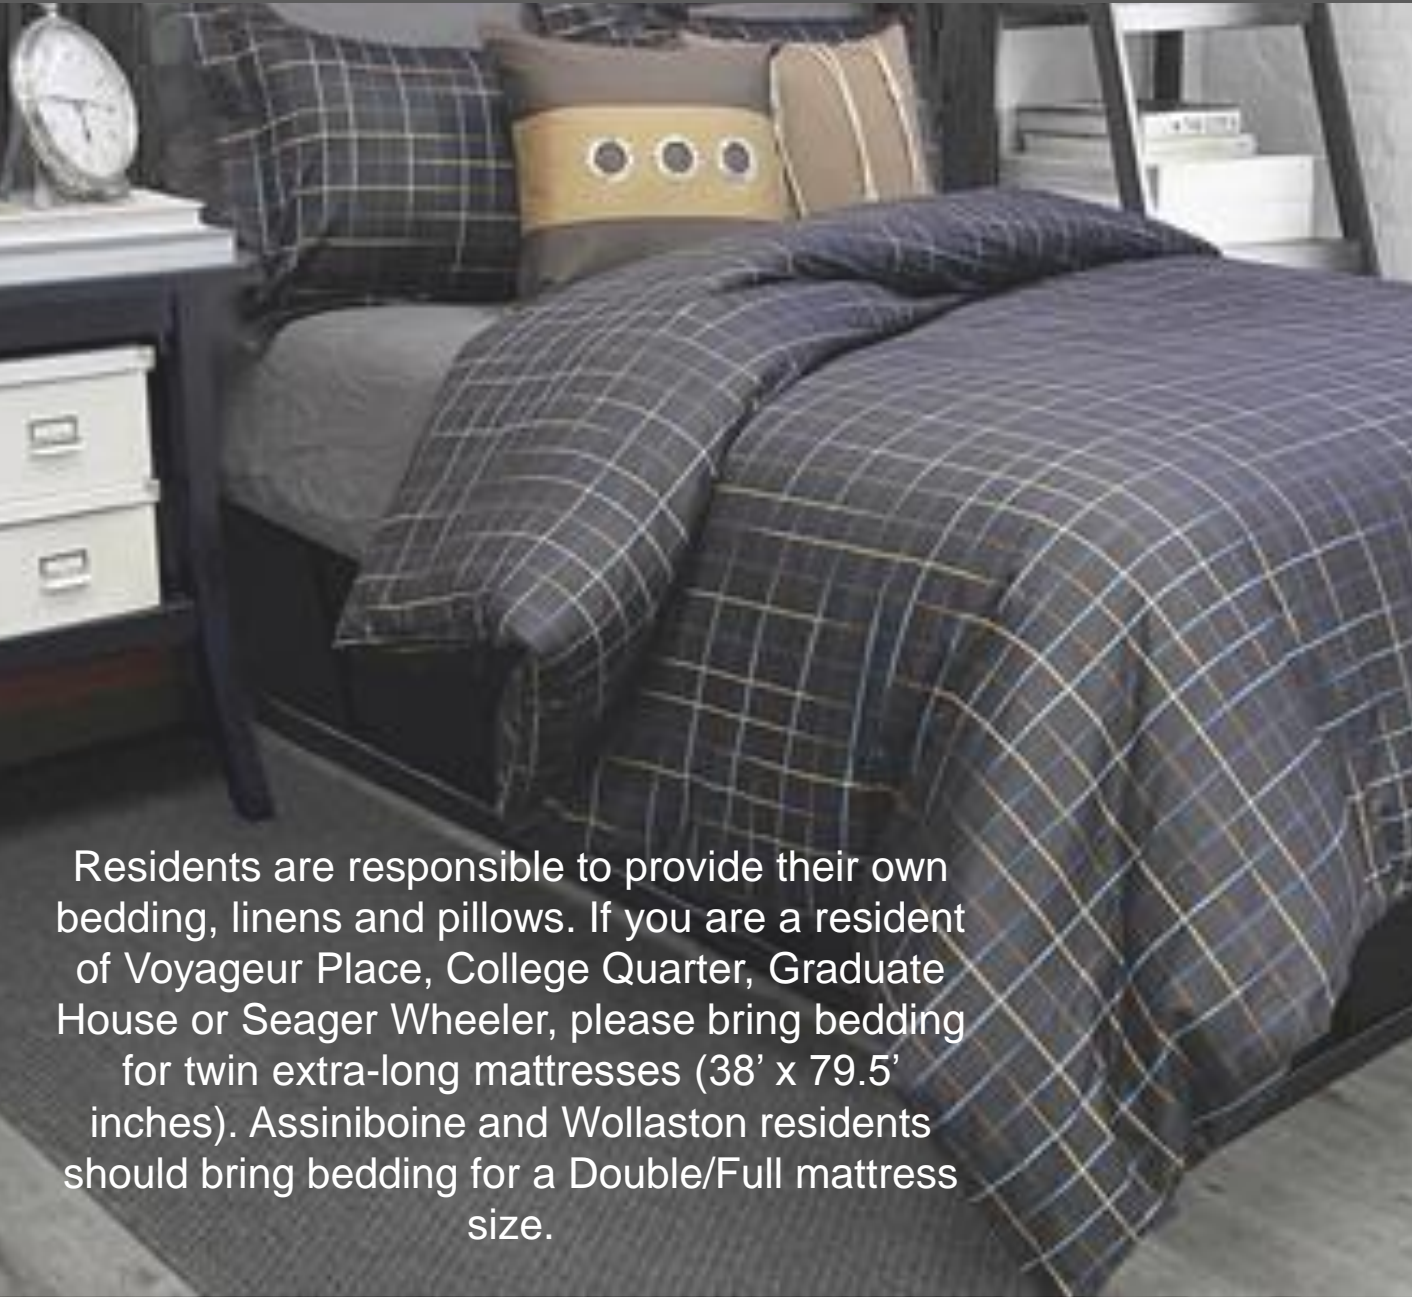 Residents are responsible to provide their own
bedding, linens and pillows. If you are a resident
of Voyageur Place, College Quarter, Graduate
House or Seager Wheeler, please bring bedding
for twin extra-long mattresses (38’ x 79.5’
inches). Assiniboine and Wollaston residents
should bring bedding for a Double/Full mattress
size.